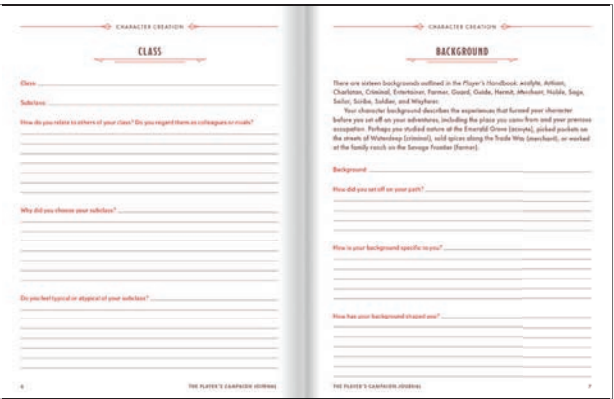 CHARACTER CREATION
CLASS
Class
Subclass
How do you relate to others of your class? Do you regard them as colleagues or rivals?
Why did you choose your subclass?
Do you feel typical or atypical of your subclass?
6
THE PLAYER'S CAMPAIGN JOURNAL
CHARACTER CREATION
BACKGROUND
There are sixteen backgrounds outlined in the Player's Handbook: acolyte, Artisan,
Charlatan, Criminal, Entertainer, Farmer, Guard, Guide, Hermit, Merchant, Noble, Sage,
Sailor, Scribe, Soldier, and Wayfarer.
Your character background describes the experiences that formed your character
before you set off on your adventures, including the place you came from and your previous
occupation. Perhaps you studied nature at the Emerald Grove (acolyte), picked pockets on
the streets of Waterdeep (criminal), sold spices along the Trade Way (merchant), or worked
at the family ranch on the Savage Frontier (farmer).
Background
How did you set off on your path?
How is your background specific to you?
How has your background shaped you?
THE PLAYER'S CAMPAIGN JOURNAL
7